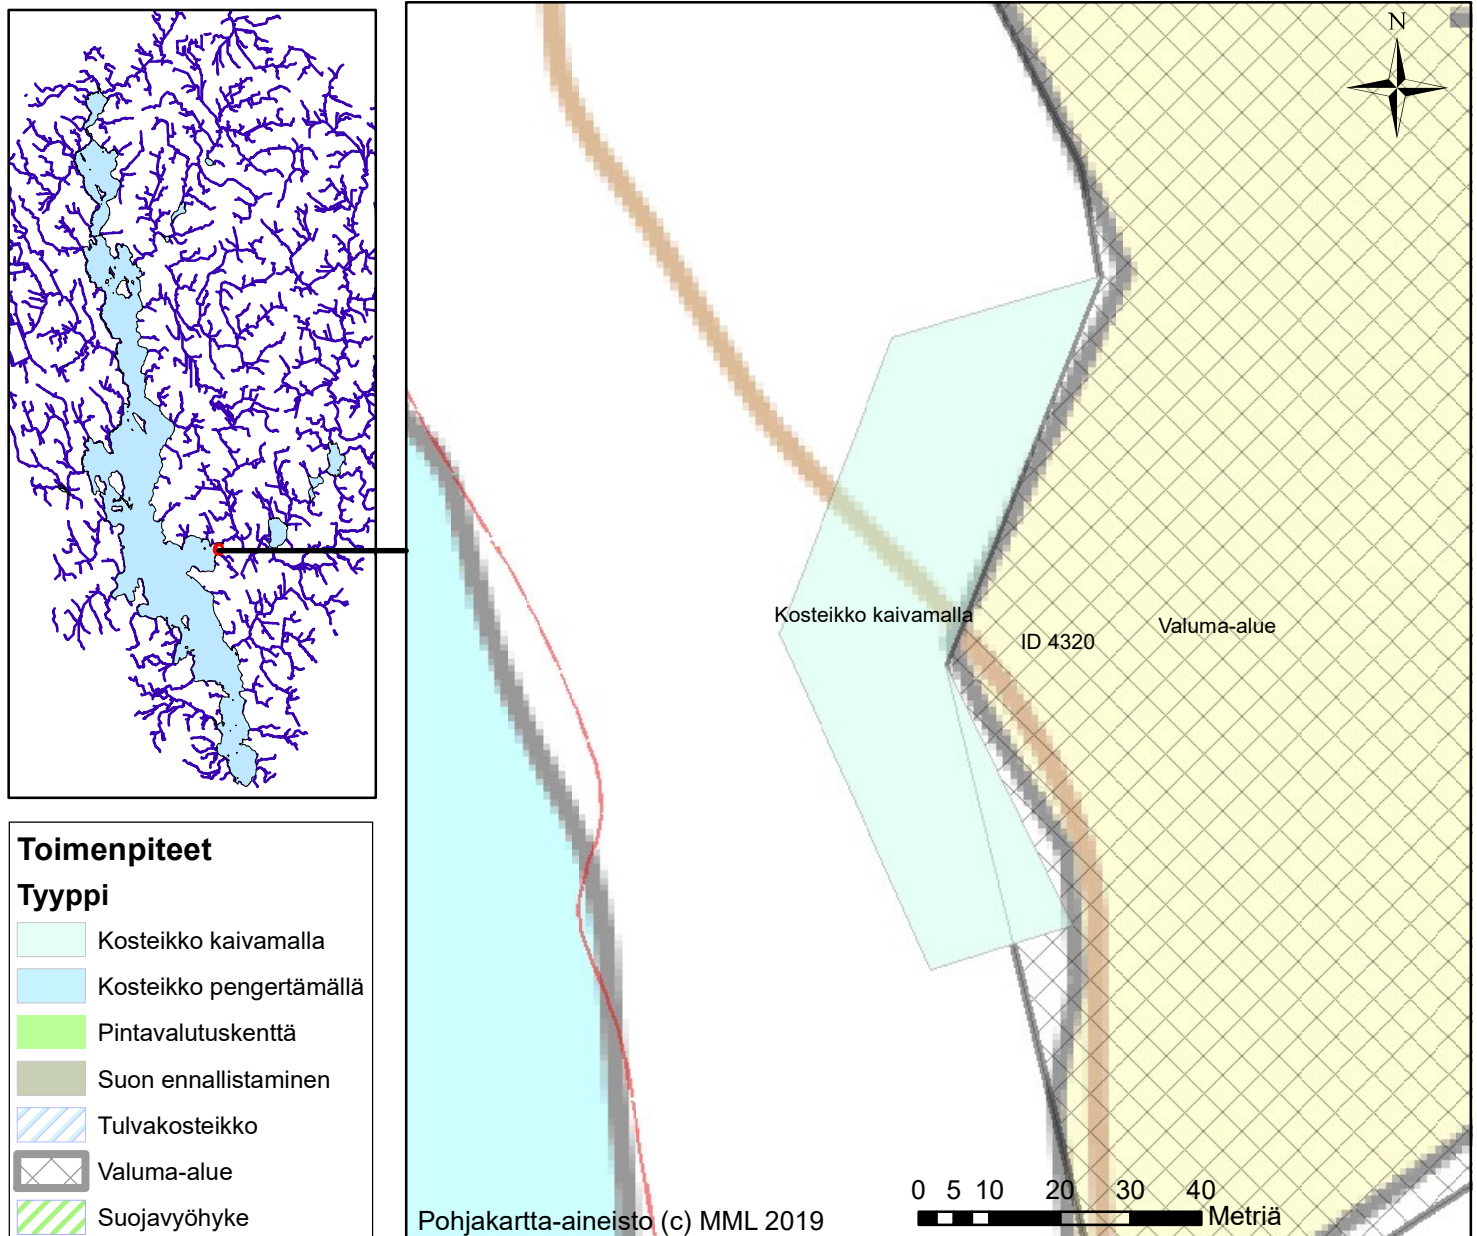 N
Kosteikko kaivamalla
ID 4320
Valuma-alue
Toimenpiteet
Tyyppi
Kosteikko kaivamalla
Kosteikko pengertämällä
Pintavalutuskenttä
Suon ennallistaminen
Tulvakosteikko
Valuma-alue
Suojavyöhyke
0 5 10 20 30 40
Metriä
Pohjakartta-aineisto (c) MML 2019